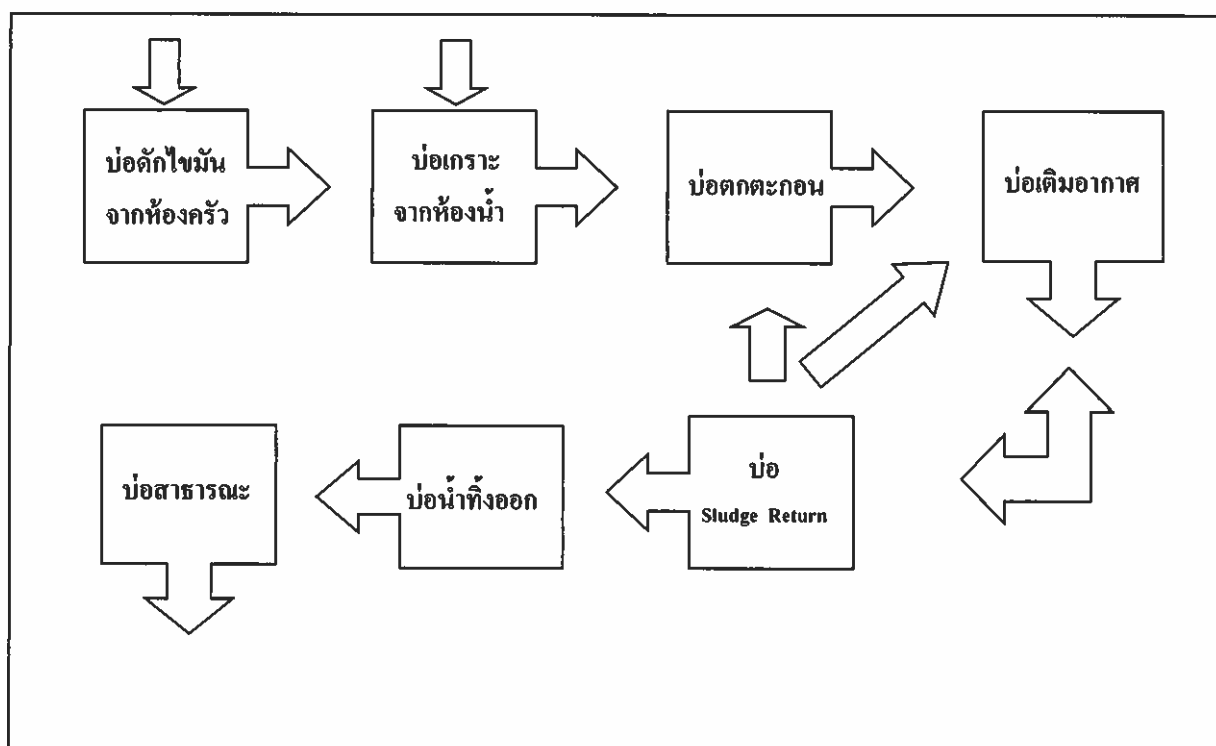 บ่อดักไขมัน
จากห้องครัว
บ่อเกราะ
จากห้องน้ำ
บ่อตกตะกอน
บ่อเติมอากาศ
บ่อสาธารณะ
บ่อน้ำทิ้งออก
บ่อ
Sludge Return